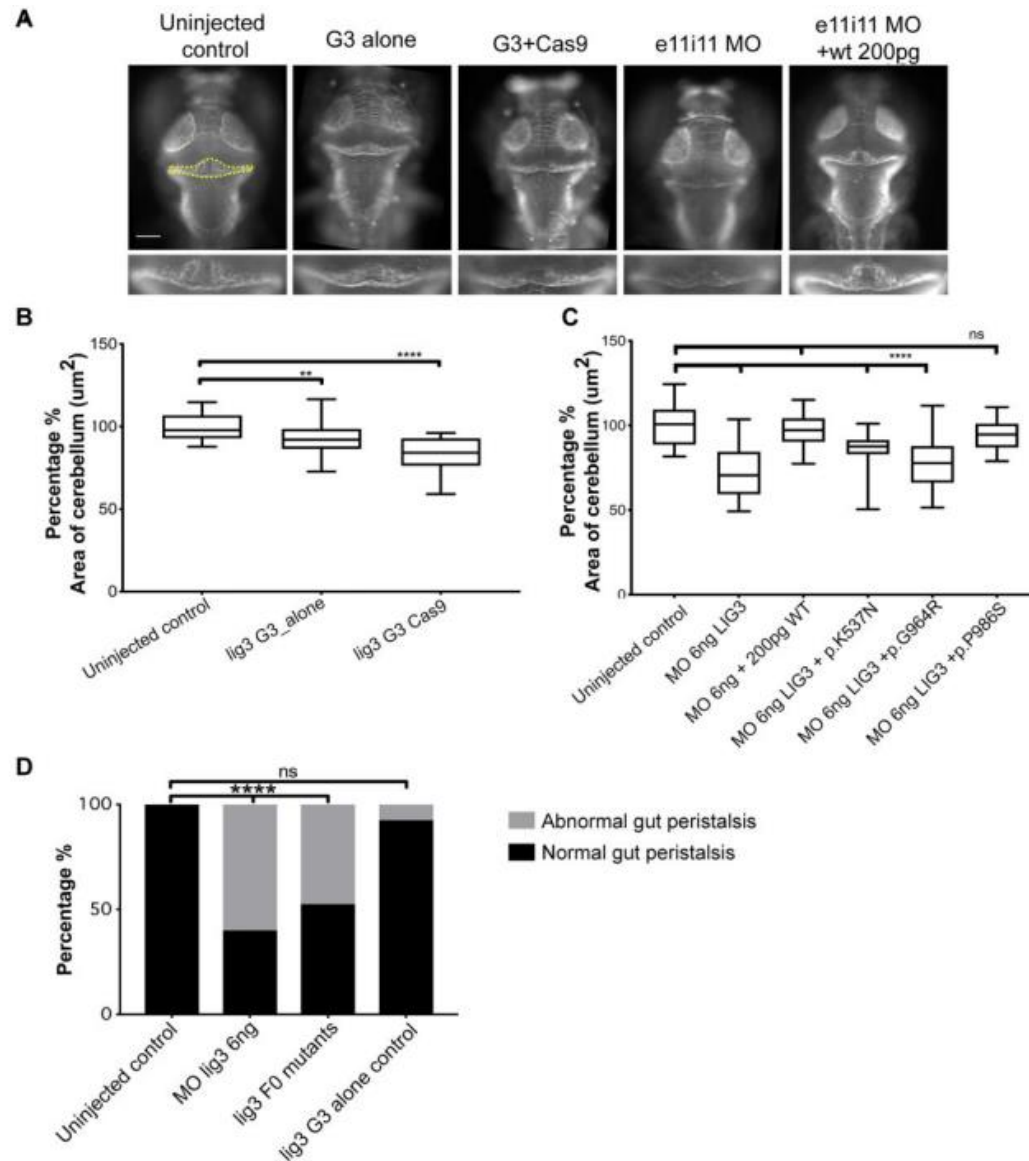 A
Uninjected
control
G3 alone
G3+Cas9
e11i11 MO
e11i11 MO
+wt 200pg
B
Percentage %
Area of cerebellum (um²)
150
100
50
0
**
****
Uninjected control
lig3 G3_alone
lig3 G3 Cas9
C
Percentage %
Area of cerebellum (um²)
150
100
50
0
ns
****
Uninjected control
MO 6ng LIG3
MO 6ng + 200pg WT
MO 6ng LIG3 + p.K537N
MO 6ng LIG3 +p.G964R
MO 6ng LIG3 +p.P986S
D
Percentage %
100
50
0
ns
****
Uninjected control
MO lig3 6ng
lig3 F0 mutants
lig3 G3 alone control
Abnormal gut peristalsis
Normal gut peristalsis